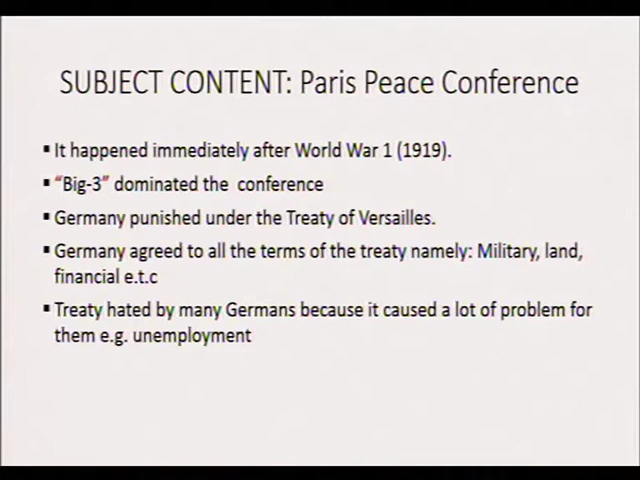 SUBJECT CONTENT: Paris Peace Conference
▪ It happened immediately after World War 1 (1919).
▪ “Big-3” dominated the conference
▪ Germany punished under the Treaty of Versailles.
▪ Germany agreed to all the terms of the treaty namely: Military, land,
financial e.t.c
▪ Treaty hated by many Germans because it caused a lot of problem for
them e.g. unemployment